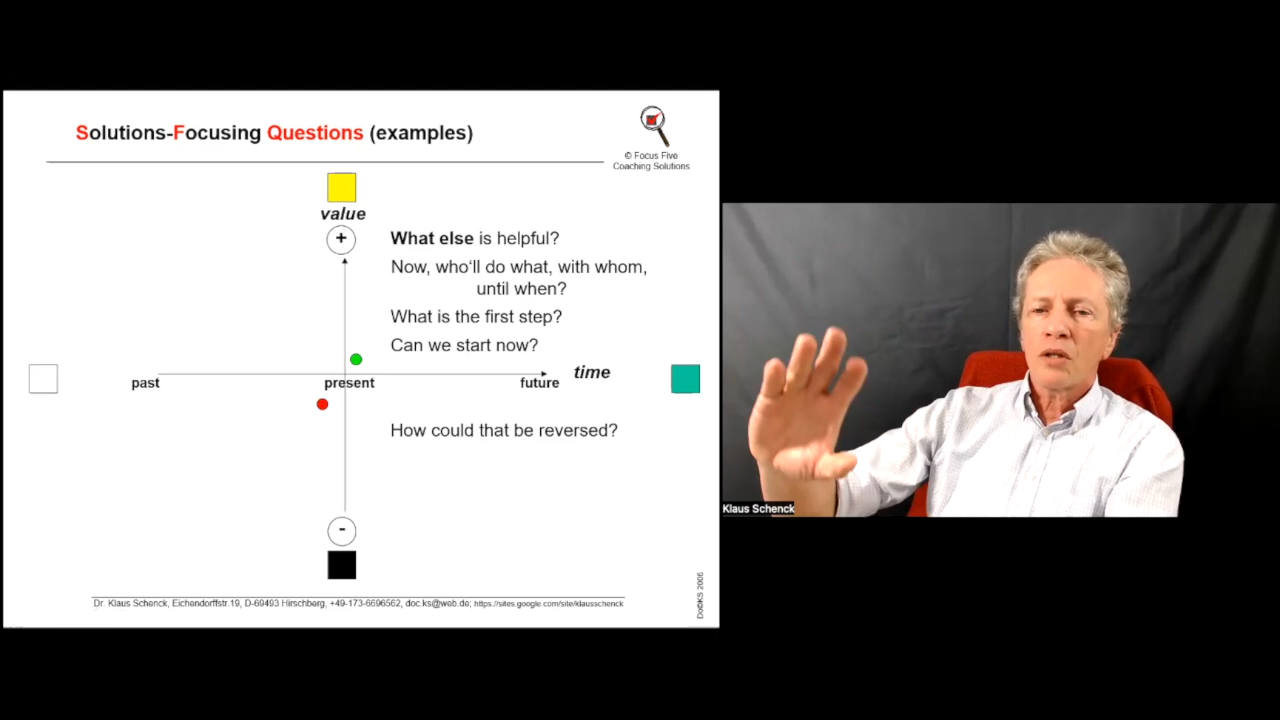 Solutions-Focusing Questions (examples)
© Focus Five
Coaching Solutions
value
+
What else is helpful?
Now, who'll do what, with whom,
until when?
What is the first step?
Can we start now?
time
past
present
future
How could that be reversed?
-
Dr. Klaus Schenck, Eichendorffstr.19, D-69493 Hirschberg, +49-173-6696562, doc.ks@web.de; https://sites.google.com/site/klausschenck
DocKS 2006
Klaus Schenck